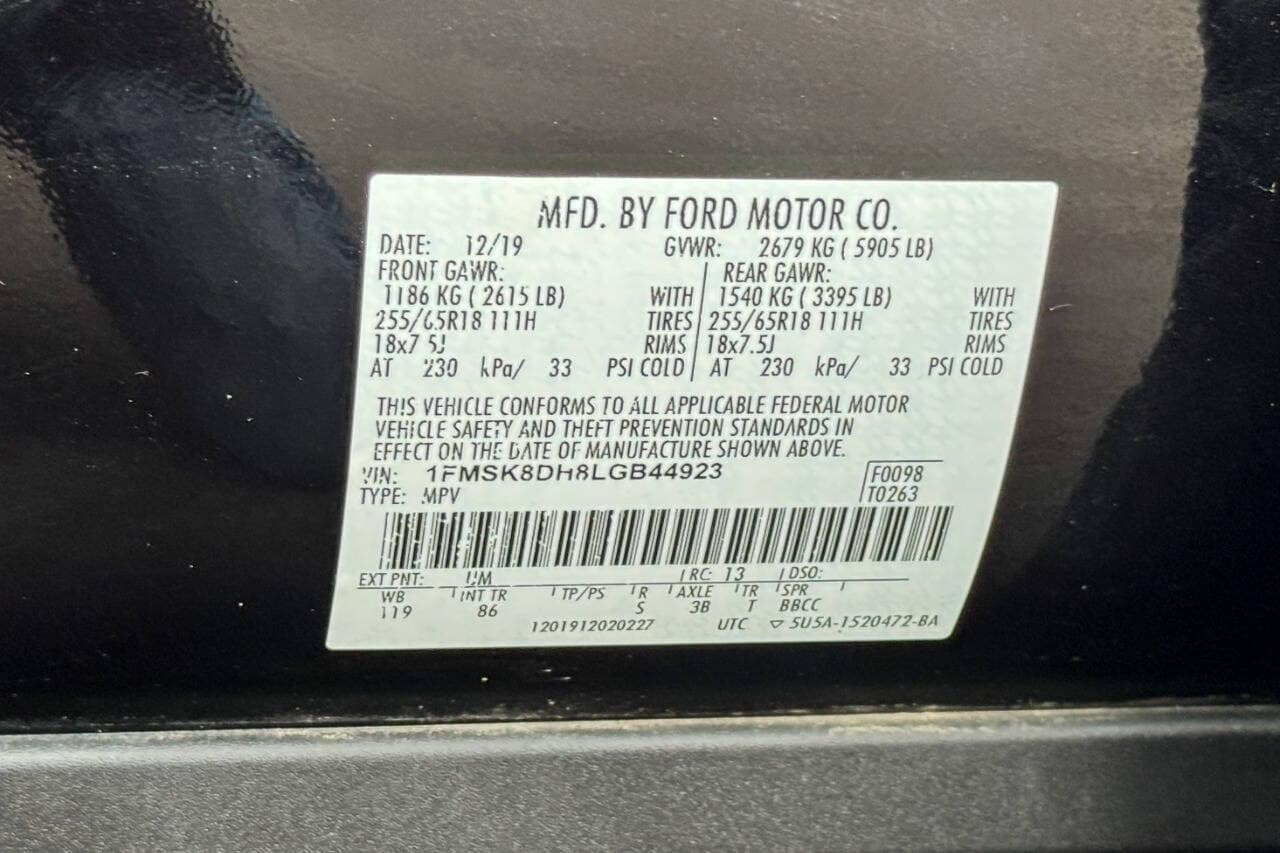 MFD. BY FORD MOTOR CO.
DATE: 12/19 GVWR: 2679 KG ( 5905 LB)
FRONT GAWR: REAR GAWR:
1186 KG ( 2615 LB) WITH 1540 KG ( 3395 LB) WITH
255/65R18 111H TIRES 255/65R18 111H TIRES
18x7.5J RIMS 18x7.5J RIMS
AT 230 kPa/ 33 PSI COLD AT 230 kPa/ 33 PSI COLD
THIS VEHICLE CONFORMS TO ALL APPLICABLE FEDERAL MOTOR
VEHICLE SAFETY AND THEFT PREVENTION STANDARDS IN
EFFECT ON THE DATE OF MANUFACTURE SHOWN ABOVE.
VIN: 1FMSK8DH8LGB44923 F0098
TYPE: MPV T0263
EXT PNT: UM RC: 13 DSO:
WB INT TR TP/PS R AXLE TR SPR
119 86 S 3B T BBCC
1201912020227 UTC ▽ 5U5A-1520472-BA